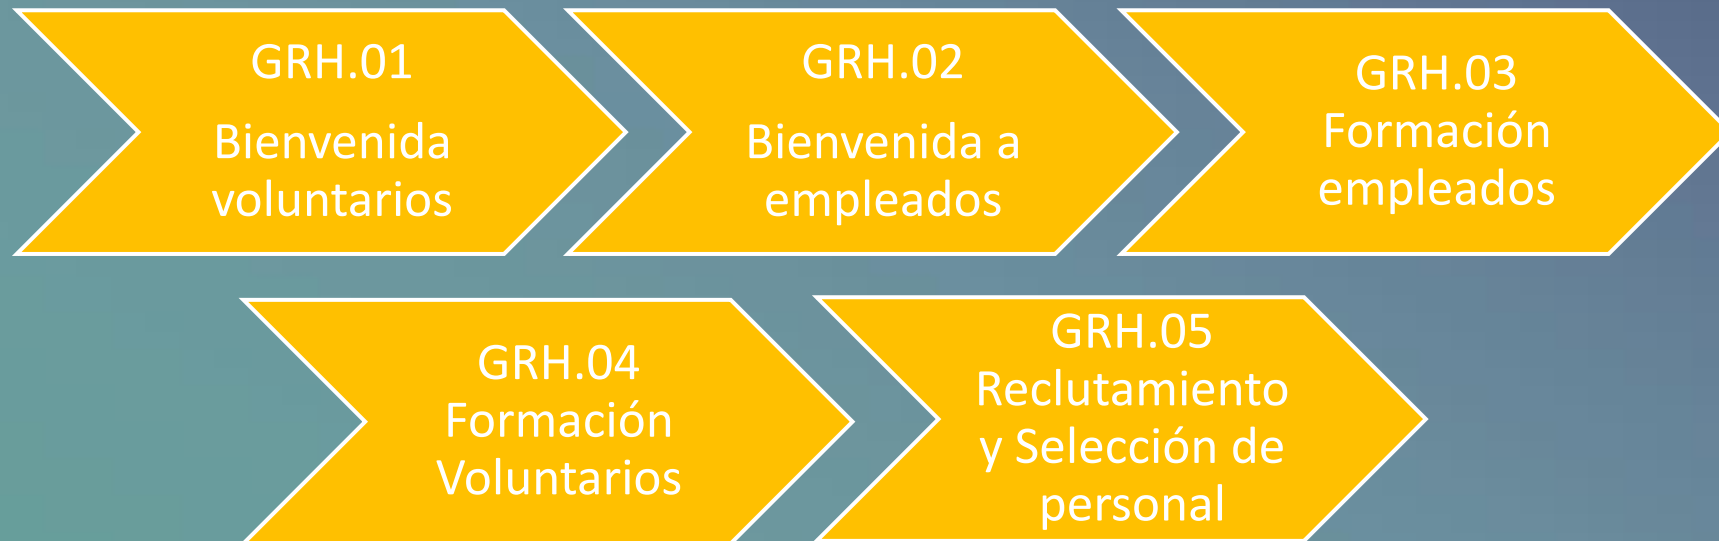 GRH.01
Bienvenida
voluntarios
GRH.02
Bienvenida a
empleados
GRH.03
Formación
empleados
GRH.04
Formación
Voluntarios
GRH.05
Reclutamiento
y Selección de
personal